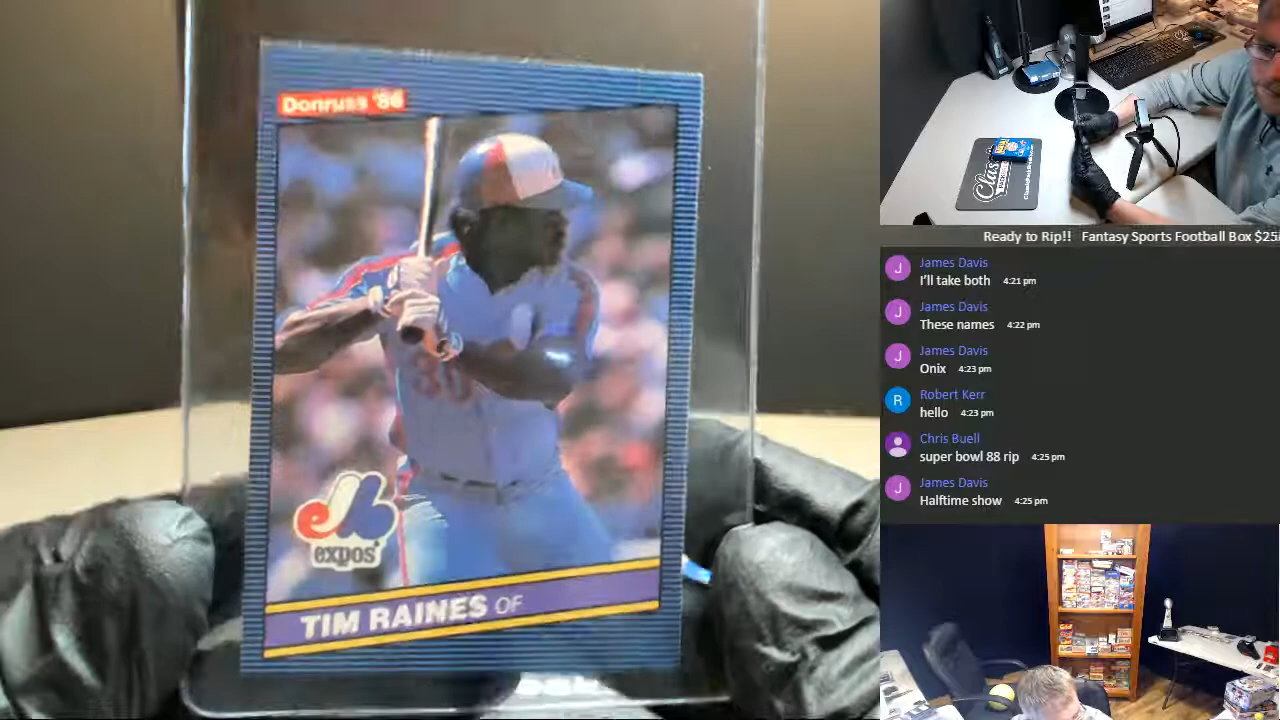 Donruss '86
expos
TIM RAINES OF
Ready to Rip!! Fantasy Sports Football Box $25
James Davis
I'll take both 4:21 pm
James Davis
These names 4:22 pm
James Davis
Onix 4:23 pm
Robert Kerr
hello 4:23 pm
Chris Buell
super bowl 88 rip 4:25 pm
James Davis
Halftime show 4:25 pm